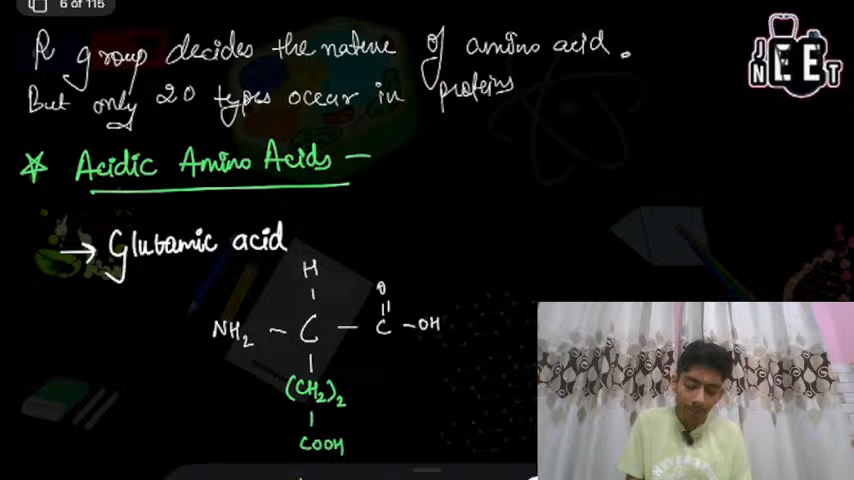 6 of 115
R group decides the nature of amino acid.
But only 20 types occur in proteins
JNEET
☆ Acidic Amino Acids –
→ Glutamic acid
H
O
NH2 – C – C – OH
(CH2)2
COOH